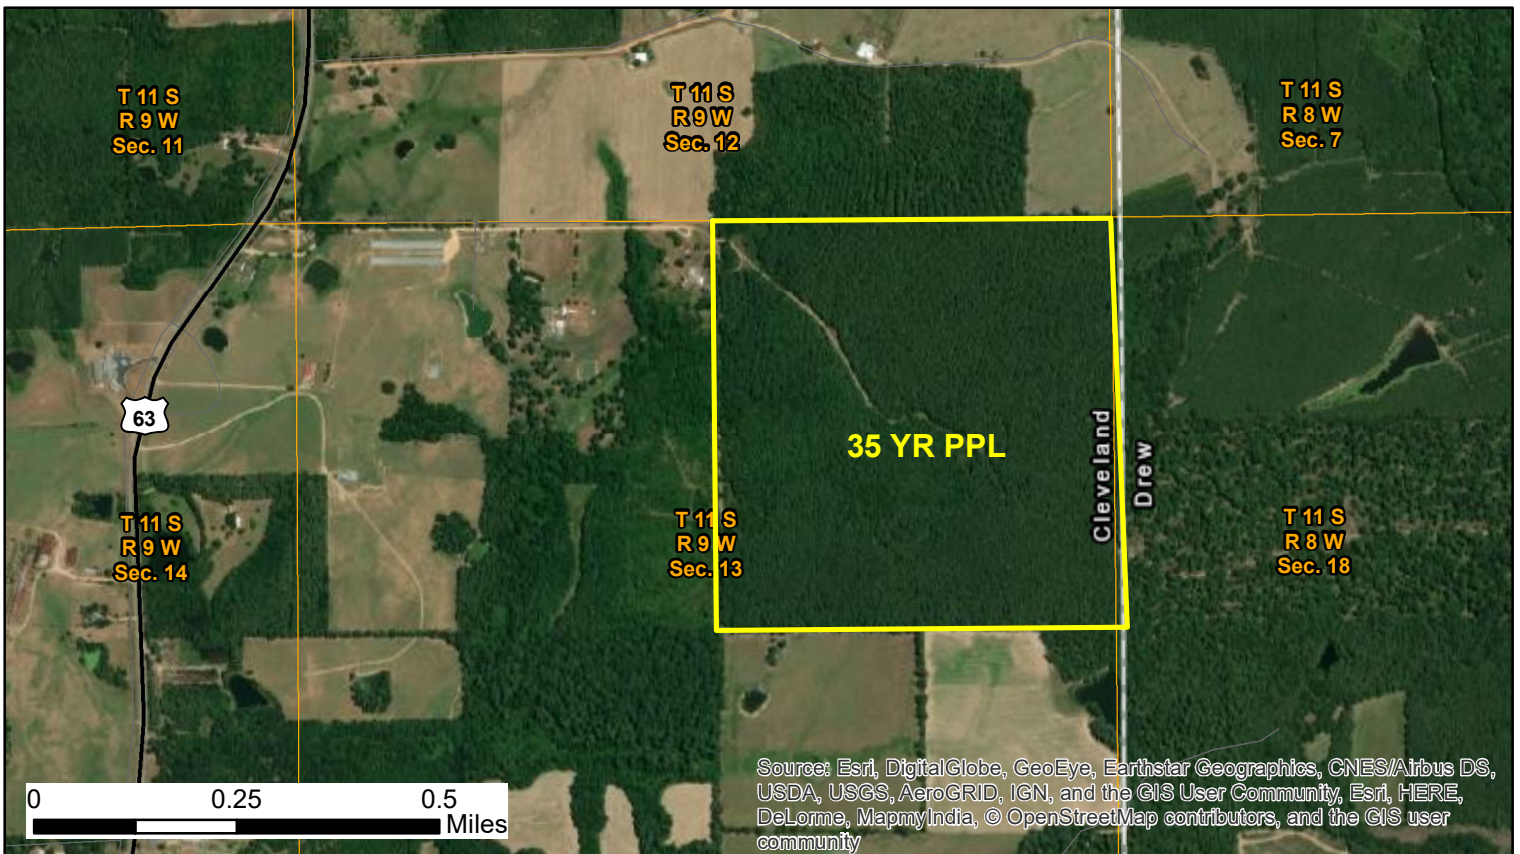 T 11 S
R 9 W
Sec. 11
T 11 S
R 9 W
Sec. 12
T 11 S
R 8 W
Sec. 7
63
35 YR PPL
Cleveland
Drew
T 11 S
R 9 W
Sec. 14
T 11 S
R 9 W
Sec. 13
T 11 S
R 8 W
Sec. 18
0 0.25 0.5
Miles
Source: Esri, DigitalGlobe, GeoEye, Earthstar Geographics, CNES/Airbus DS,
USDA, USGS, AeroGRID, IGN, and the GIS User Community, Esri, HERE,
DeLorme, MapmyIndia, © OpenStreetMap contributors, and the GIS user
community